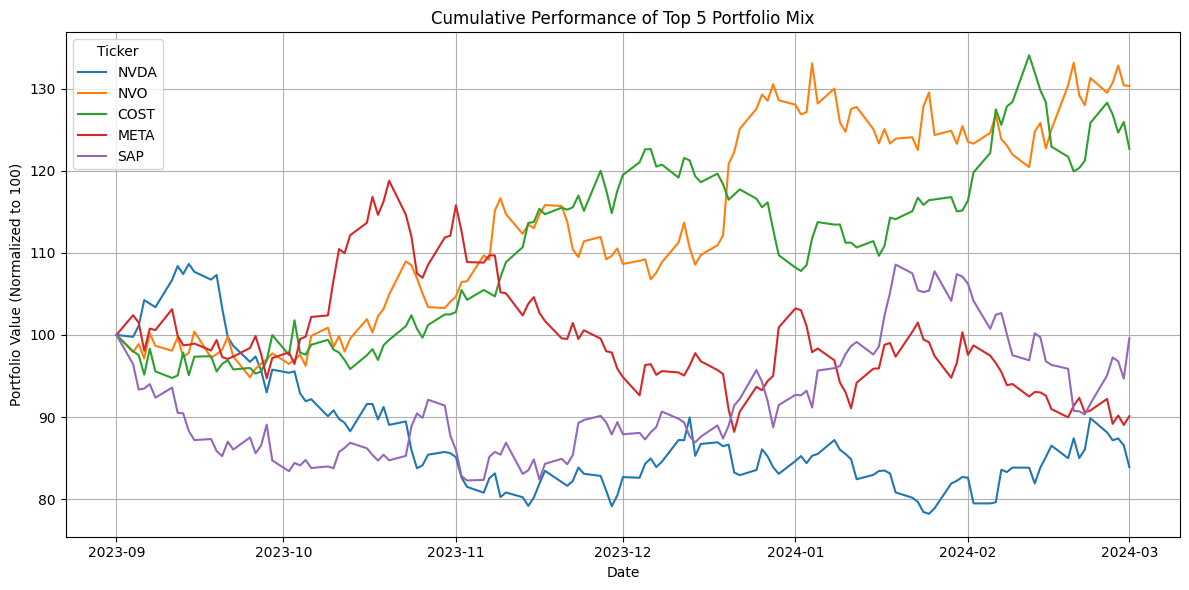 Cumulative Performance of Top 5 Portfolio Mix
Ticker
NVDA
NVO
COST
META
SAP
Portfolio Value (Normalized to 100)
130
120
110
100
90
80
2023-09
2023-10
2023-11
2023-12
2024-01
2024-02
2024-03
Date